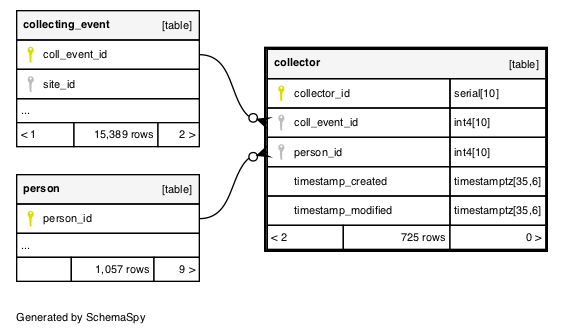 collecting_event [table]
coll_event_id
site_id
...
< 1 15,389 rows 2 >
collector [table]
collector_id serial[10]
coll_event_id int4[10]
person_id int4[10]
timestamp_created timestamptz[35,6]
timestamp_modified timestamptz[35,6]
< 2 725 rows 0 >
person [table]
person_id
...
1,057 rows 9 >
Generated by SchemaSpy